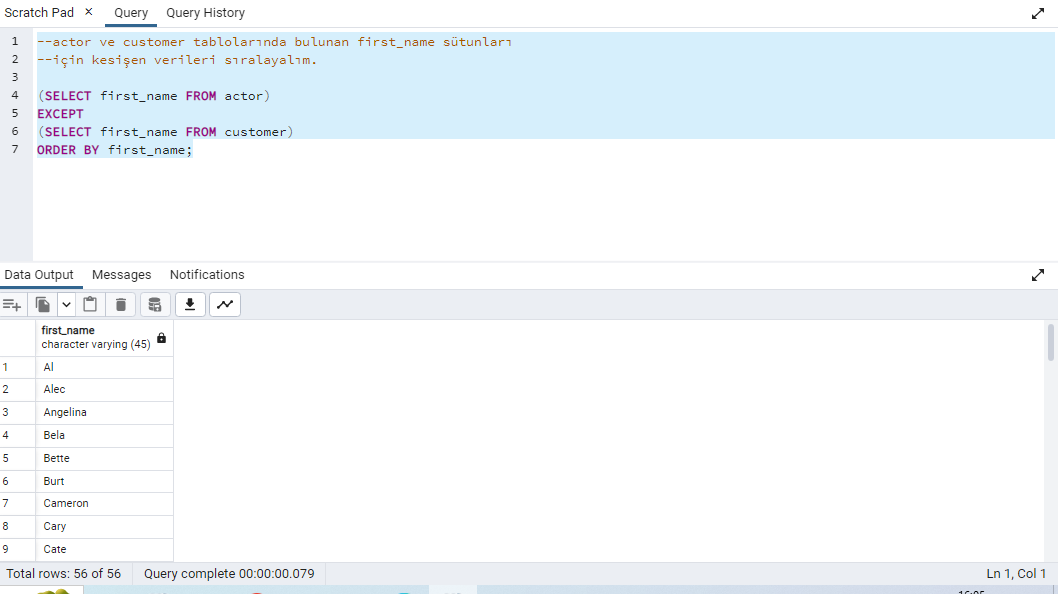 Scratch Pad × Query Query History
1 --actor ve customer tablolarında bulunan first_name sütunları
2 --için kesişen verileri sıralayalım.
3
4 (SELECT first_name FROM actor)
5 EXCEPT
6 (SELECT first_name FROM customer)
7 ORDER BY first_name;
Data Output Messages Notifications
first_name
character varying (45)
1 Al
2 Alec
3 Angelina
4 Bela
5 Bette
6 Burt
7 Cameron
8 Cary
9 Cate
Total rows: 56 of 56 Query complete 00:00:00.079 Ln 1, Col 1